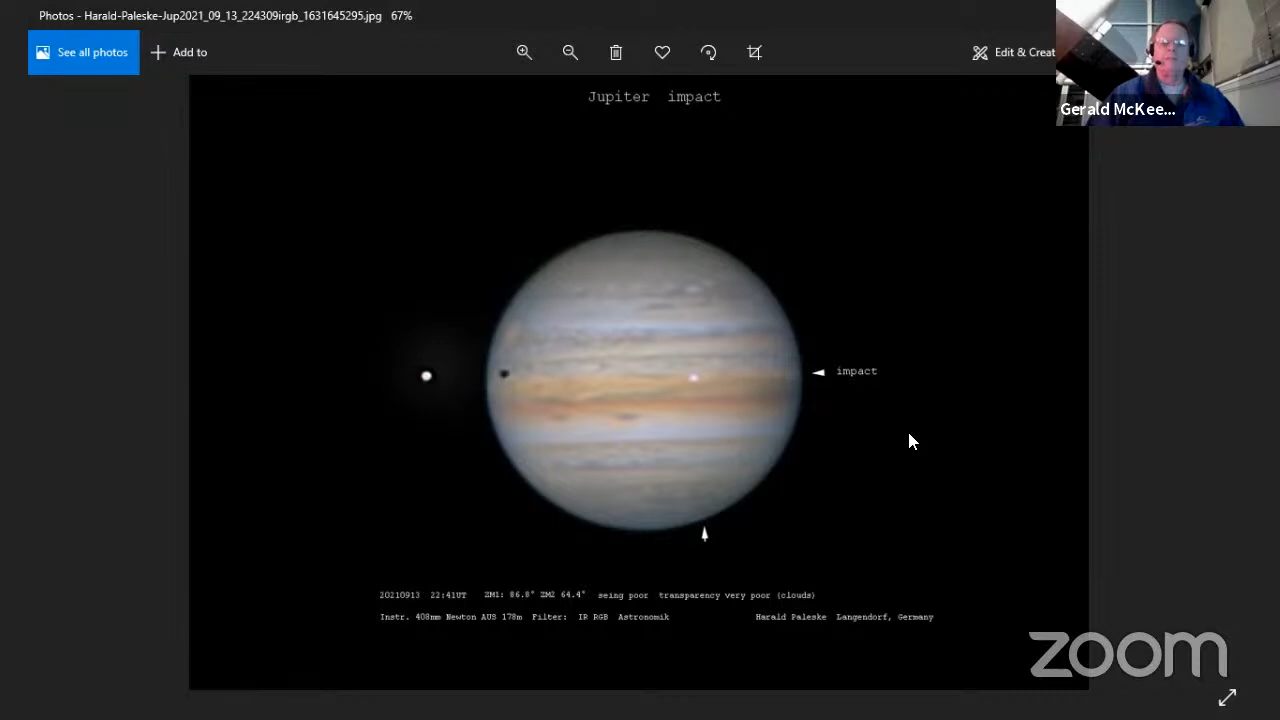 Photos - Harald-Paleske-Jup2021_09_13_224309irgb_1631645295.jpg 67%
See all photos
Add to
Edit & Creat
Gerald McKee...
Jupiter impact
impact
20210913 22:41UT ZM1: 86.8° ZM2 64.4° seing poor transparency very poor (clouds)
Instr. 408mm Newton AUS 178m Filter: IR RGB Astronomik Harald Paleske Langendorf, Germany
zoom